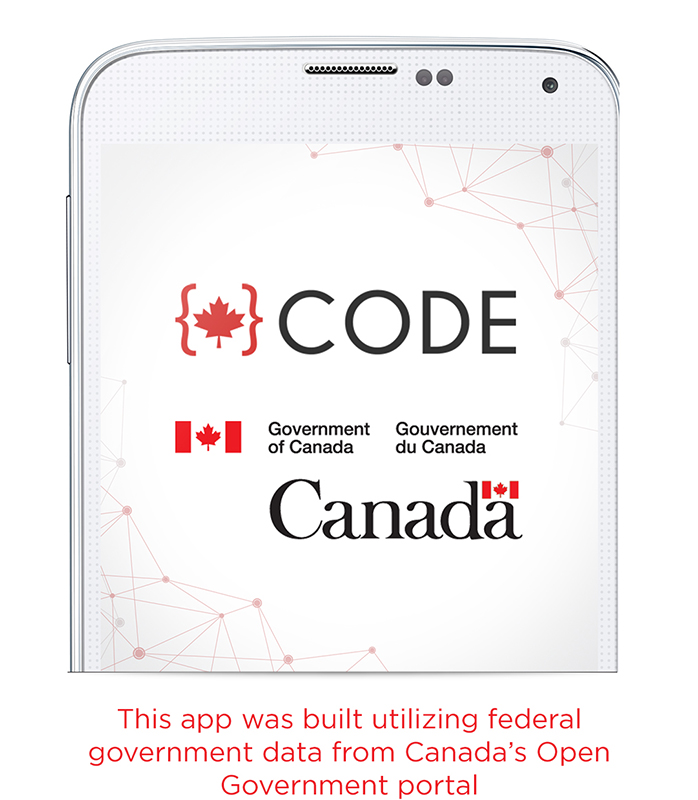 { } CODE
Government Gouvernement
of Canada du Canada
Canada
This app was built utilizing federal
government data from Canada's Open
Government portal